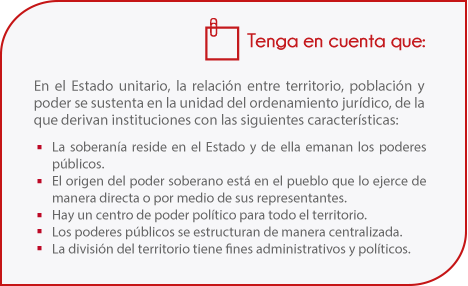 Tenga en cuenta que:
En el Estado unitario, la relación entre territorio, población y
poder se sustenta en la unidad del ordenamiento jurídico, de la
que derivan instituciones con las siguientes características:
▪ La soberanía reside en el Estado y de ella emanan los poderes
públicos.
▪ El origen del poder soberano está en el pueblo que lo ejerce de
manera directa o por medio de sus representantes.
▪ Hay un centro de poder político para todo el territorio.
▪ Los poderes públicos se estructuran de manera centralizada.
▪ La división del territorio tiene fines administrativos y políticos.